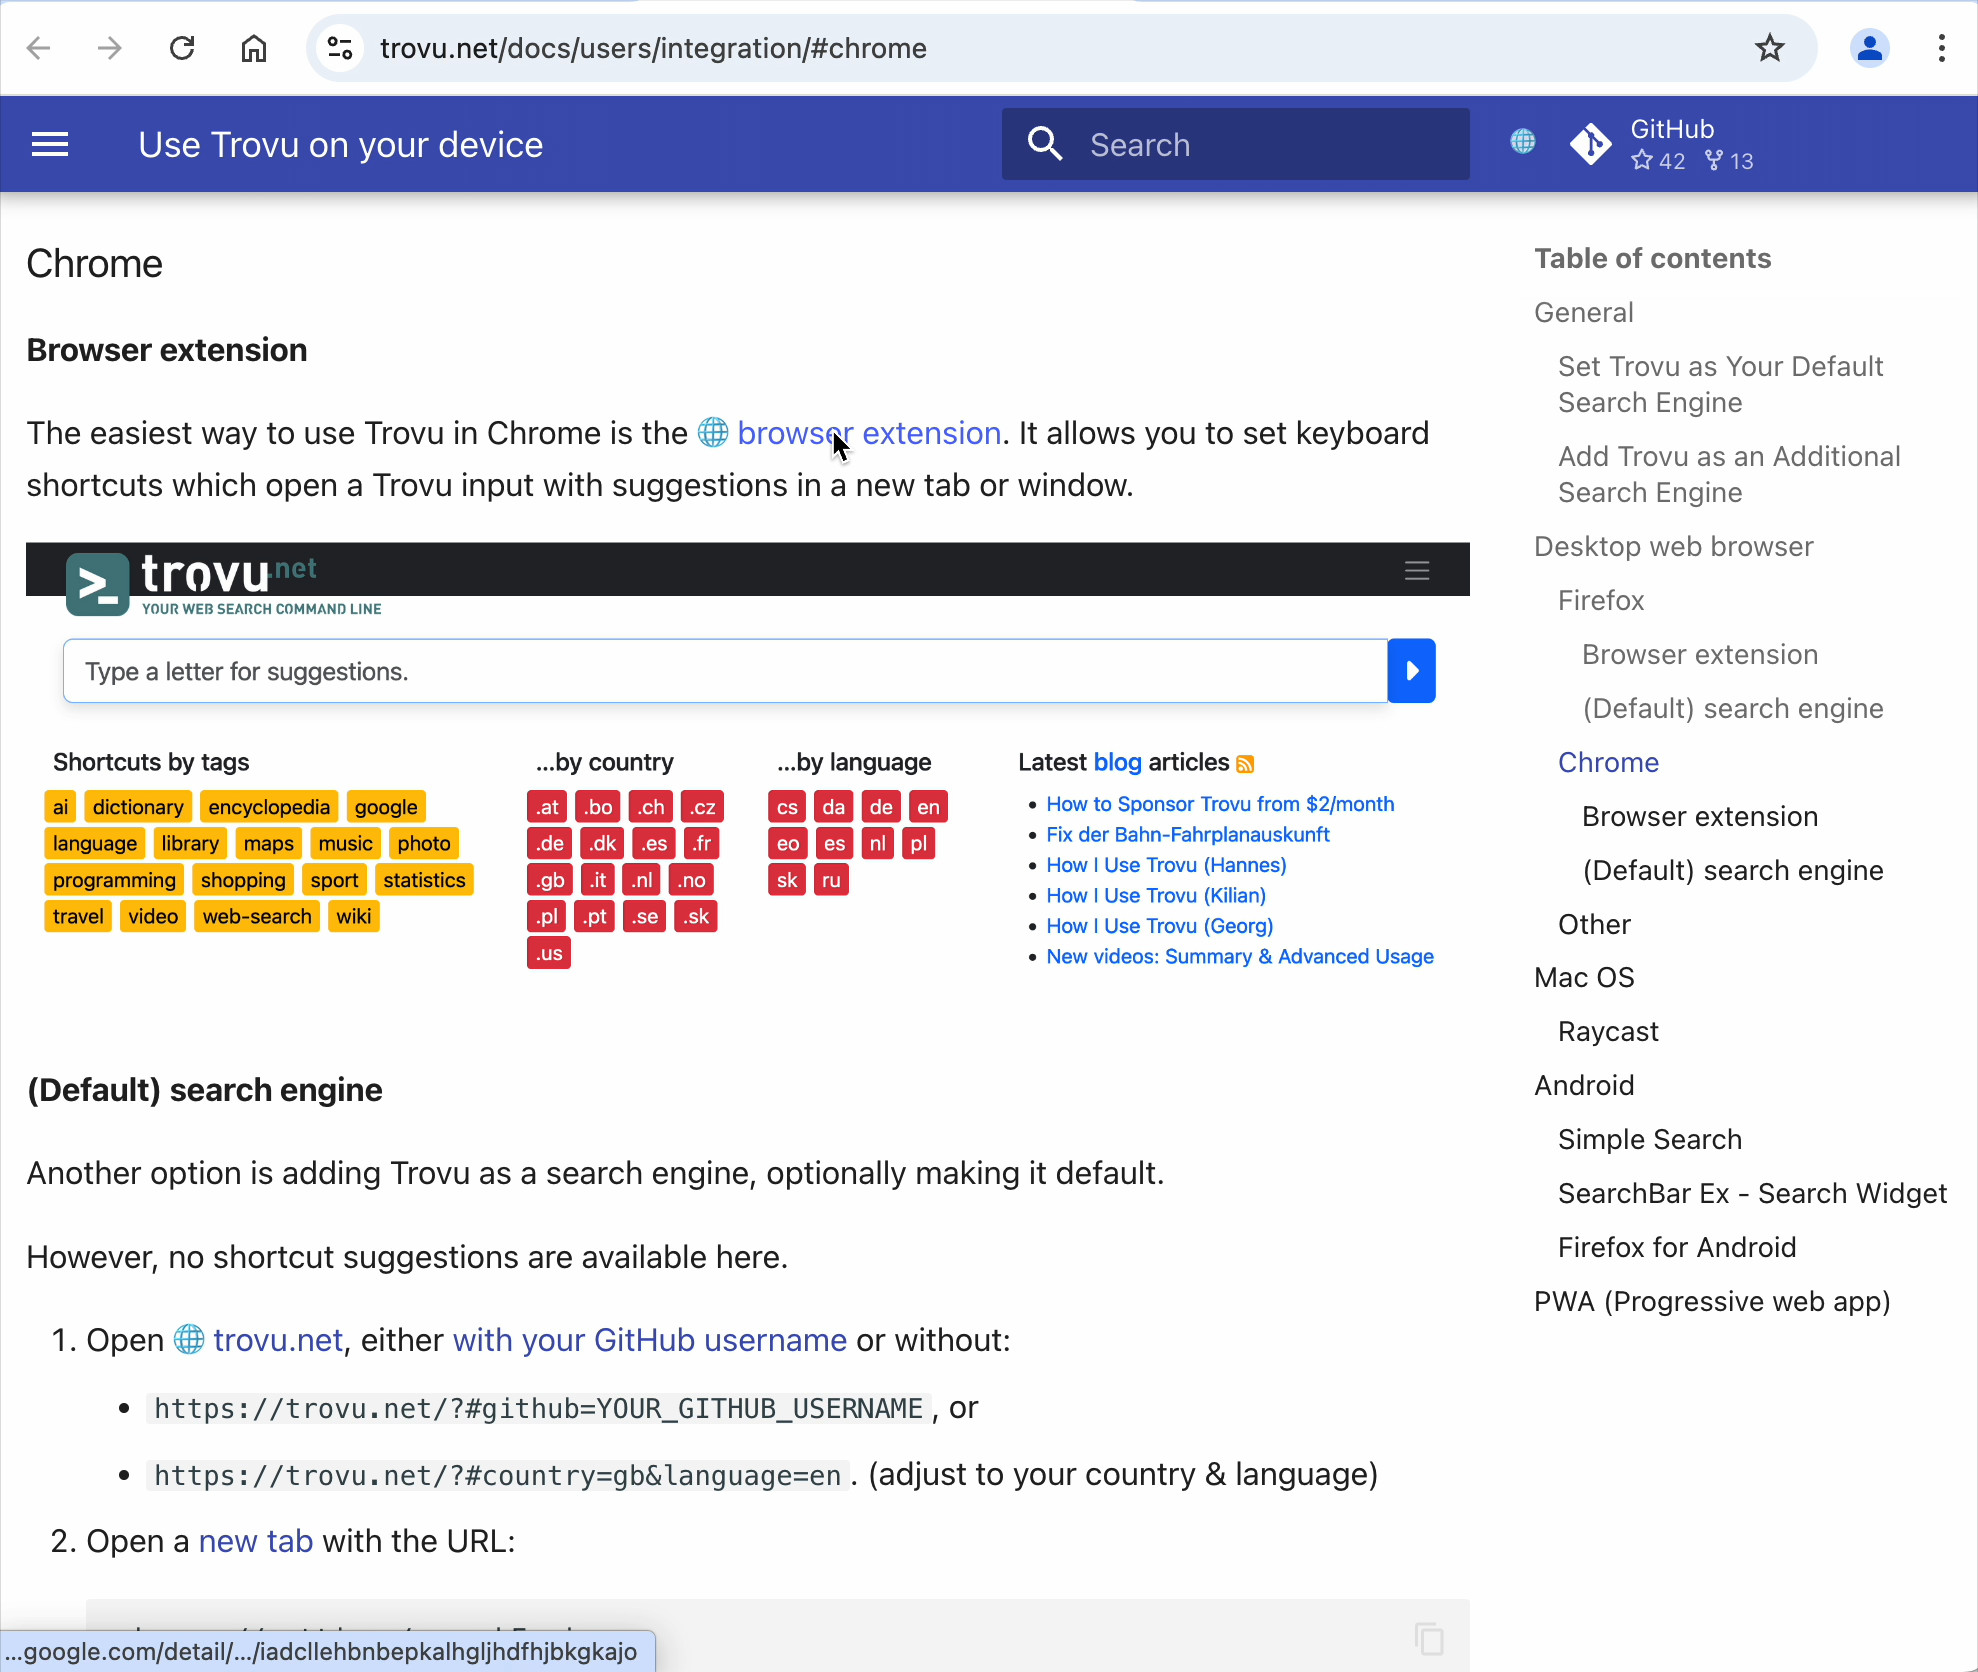 trovu.net/docs/users/integration/#chrome
Use Trovu on your device
Search
GitHub
42 13
Chrome
Browser extension
The easiest way to use Trovu in Chrome is the browser extension. It allows you to set keyboard
shortcuts which open a Trovu input with suggestions in a new tab or window.
trovu.net
YOUR WEB SEARCH COMMAND LINE
Type a letter for suggestions.
Shortcuts by tags
ai dictionary encyclopedia google
language library maps music photo
programming shopping sport statistics
travel video web-search wiki
...by country
.at .bo .ch .cz
.de .dk .es .fr
.gb .it .nl .no
.pl .pt .se .sk
.us
...by language
cs da de en
eo es nl pl
sk ru
Latest blog articles
• How to Sponsor Trovu from $2/month
• Fix der Bahn-Fahrplanauskunft
• How I Use Trovu (Hannes)
• How I Use Trovu (Kilian)
• How I Use Trovu (Georg)
• New videos: Summary & Advanced Usage
(Default) search engine
Another option is adding Trovu as a search engine, optionally making it default.
However, no shortcut suggestions are available here.
1. Open trovu.net, either with your GitHub username or without:
• https://trovu.net/?#github=YOUR_GITHUB_USERNAME , or
• https://trovu.net/?#country=gb&language=en . (adjust to your country & language)
2. Open a new tab with the URL:
...google.com/detail/.../iadcllehbnbepkalhgljhdfhjbkgkajo
Table of contents
General
Set Trovu as Your Default
Search Engine
Add Trovu as an Additional
Search Engine
Desktop web browser
Firefox
Browser extension
(Default) search engine
Chrome
Browser extension
(Default) search engine
Other
Mac OS
Raycast
Android
Simple Search
SearchBar Ex - Search Widget
Firefox for Android
PWA (Progressive web app)